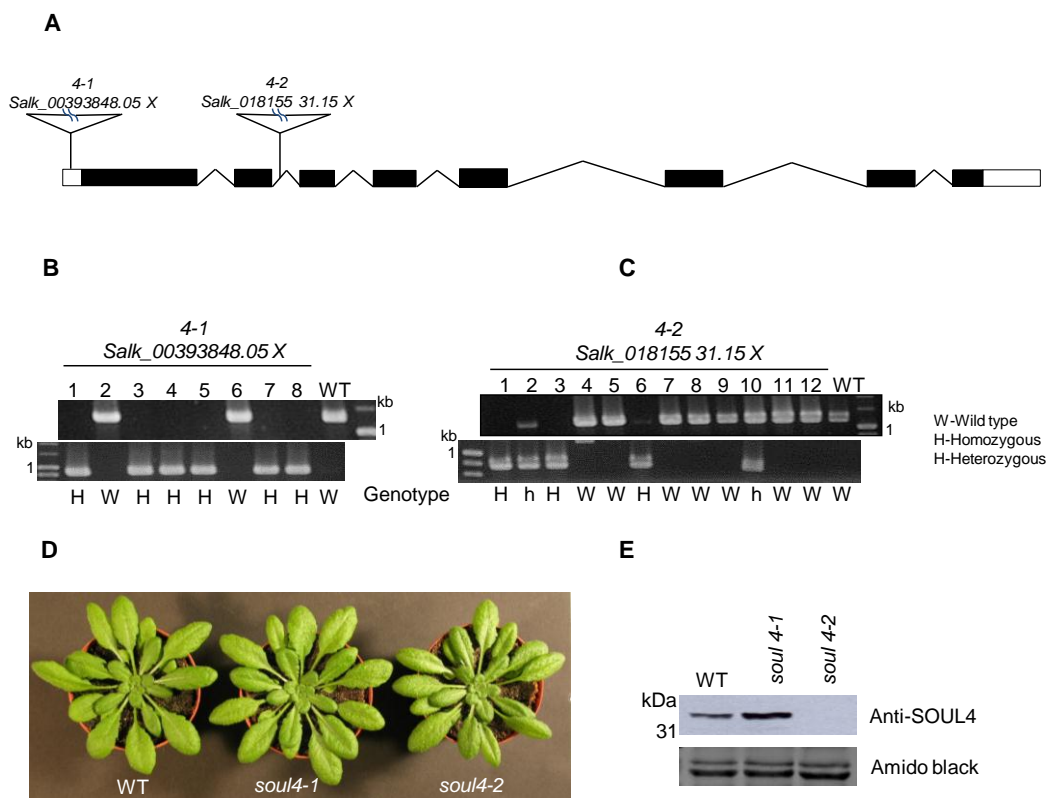 A
4-1
Salk_00393848.05 X
4-2
Salk_018155 31.15 X
B
4-1
Salk_00393848.05 X
1 2 3 4 5 6 7 8 WT
kb
1
kb
1
H W H H H W H H W
Genotype
C
4-2
Salk_018155 31.15 X
1 2 3 4 5 6 7 8 9 10 11 12 WT
kb
1
kb
1
H h H W W H W W W h W W W
W-Wild type
H-Homozygous
H-Heterozygous
D
WT soul4-1 soul4-2
E
WT soul 4-1 soul 4-2
kDa
31
Anti-SOUL4
Amido black